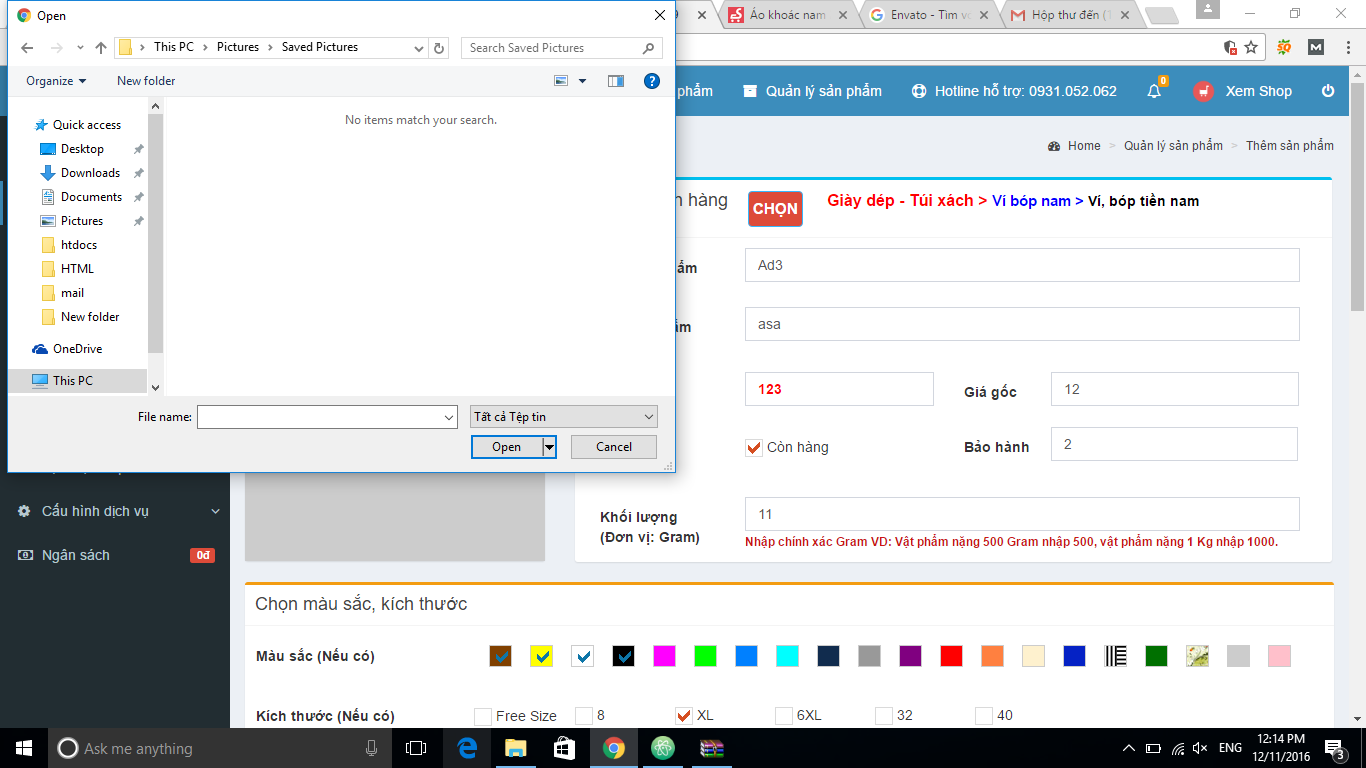 Open
Áo khoác nam
Envato - Tìm vớ
Hộp thư đến (1
This PC
Pictures
Saved Pictures
Search Saved Pictures
Organize
New folder
No items match your search.
Quick access
Desktop
Downloads
Documents
Pictures
htdocs
HTML
mail
New folder
OneDrive
This PC
File name:
Tất cả Tệp tin
Open
Cancel
phẩm
Quản lý sản phẩm
Hotline hỗ trợ: 0931.052.062
0
Xem Shop
Home > Quản lý sản phẩm > Thêm sản phẩm
n hàng
CHỌN
Giày dép - Túi xách > Ví bóp nam > Ví, bóp tiền nam
ẩm
Ad3
ẩm
asa
123
Giá gốc
12
Còn hàng
Bảo hành
2
Khối lượng
(Đơn vị: Gram)
11
Nhập chính xác Gram VD: Vật phẩm nặng 500 Gram nhập 500, vật phẩm nặng 1 Kg nhập 1000.
Cấu hình dịch vụ
Ngân sách
0đ
Chọn màu sắc, kích thước
Màu sắc (Nếu có)
Kích thước (Nếu có)
Free Size
8
XL
6XL
32
40
Ask me anything
ENG
12:14 PM
12/11/2016
3